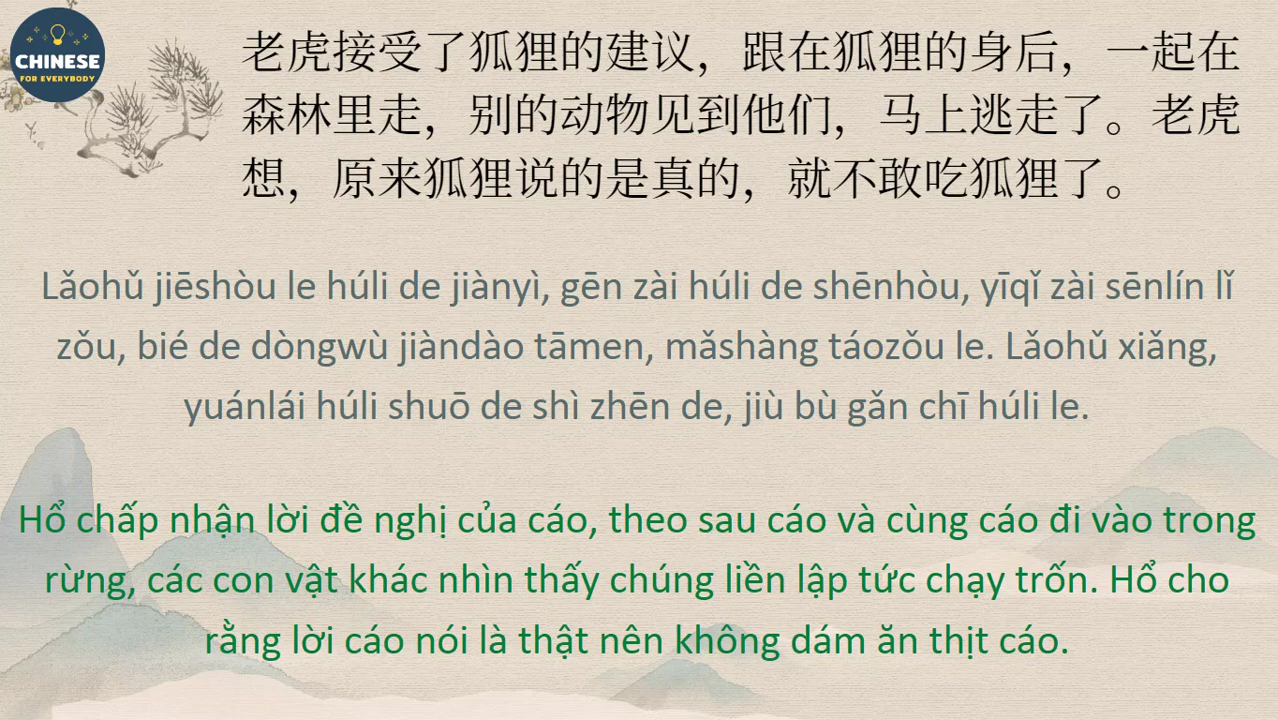 CHINESE
FOR EVERYBODY
老虎接受了狐狸的建议，跟在狐狸的身后，一起在
森林里走，别的动物见到他们，马上逃走了。老虎
想，原来狐狸说的是真的，就不敢吃狐狸了。
Lǎohǔ jiēshòu le húli de jiànyì, gēn zài húli de shēnhòu, yīqǐ zài sēnlín lǐ
zǒu, bié de dòngwù jiàndào tāmen, mǎshàng táozǒu le. Lǎohǔ xiǎng,
yuánlái húli shuō de shì zhēn de, jiù bù gǎn chī húli le.
Hổ chấp nhận lời đề nghị của cáo, theo sau cáo và cùng cáo đi vào trong
rừng, các con vật khác nhìn thấy chúng liền lập tức chạy trốn. Hổ cho
rằng lời cáo nói là thật nên không dám ăn thịt cáo.